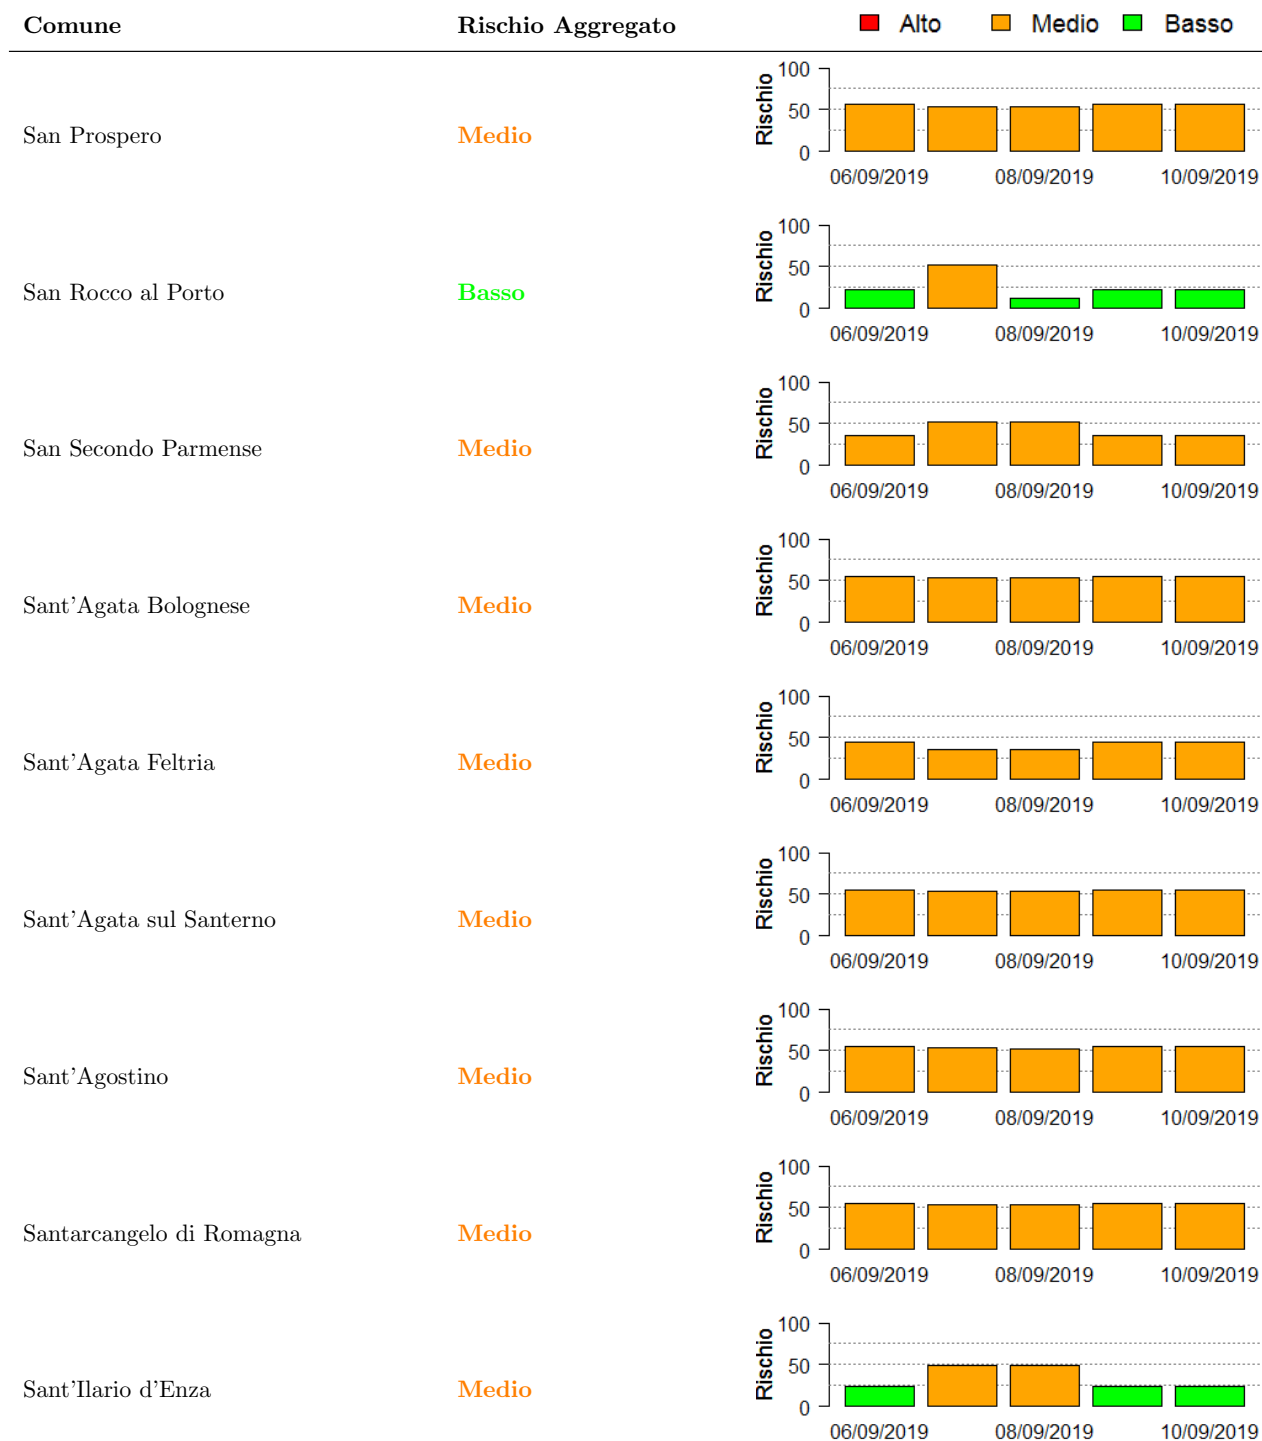 Comune Rischio Aggregato Alto Medio Basso
San Prospero Medio Rischio 100 50 0
06/09/2019 08/09/2019 10/09/2019
San Rocco al Porto Basso Rischio 100 50 0
06/09/2019 08/09/2019 10/09/2019
San Secondo Parmense Medio Rischio 100 50 0
06/09/2019 08/09/2019 10/09/2019
Sant'Agata Bolognese Medio Rischio 100 50 0
06/09/2019 08/09/2019 10/09/2019
Sant'Agata Feltria Medio Rischio 100 50 0
06/09/2019 08/09/2019 10/09/2019
Sant'Agata sul Santerno Medio Rischio 100 50 0
06/09/2019 08/09/2019 10/09/2019
Sant'Agostino Medio Rischio 100 50 0
06/09/2019 08/09/2019 10/09/2019
Santarcangelo di Romagna Medio Rischio 100 50 0
06/09/2019 08/09/2019 10/09/2019
Sant'Ilario d'Enza Medio Rischio 100 50 0
06/09/2019 08/09/2019 10/09/2019